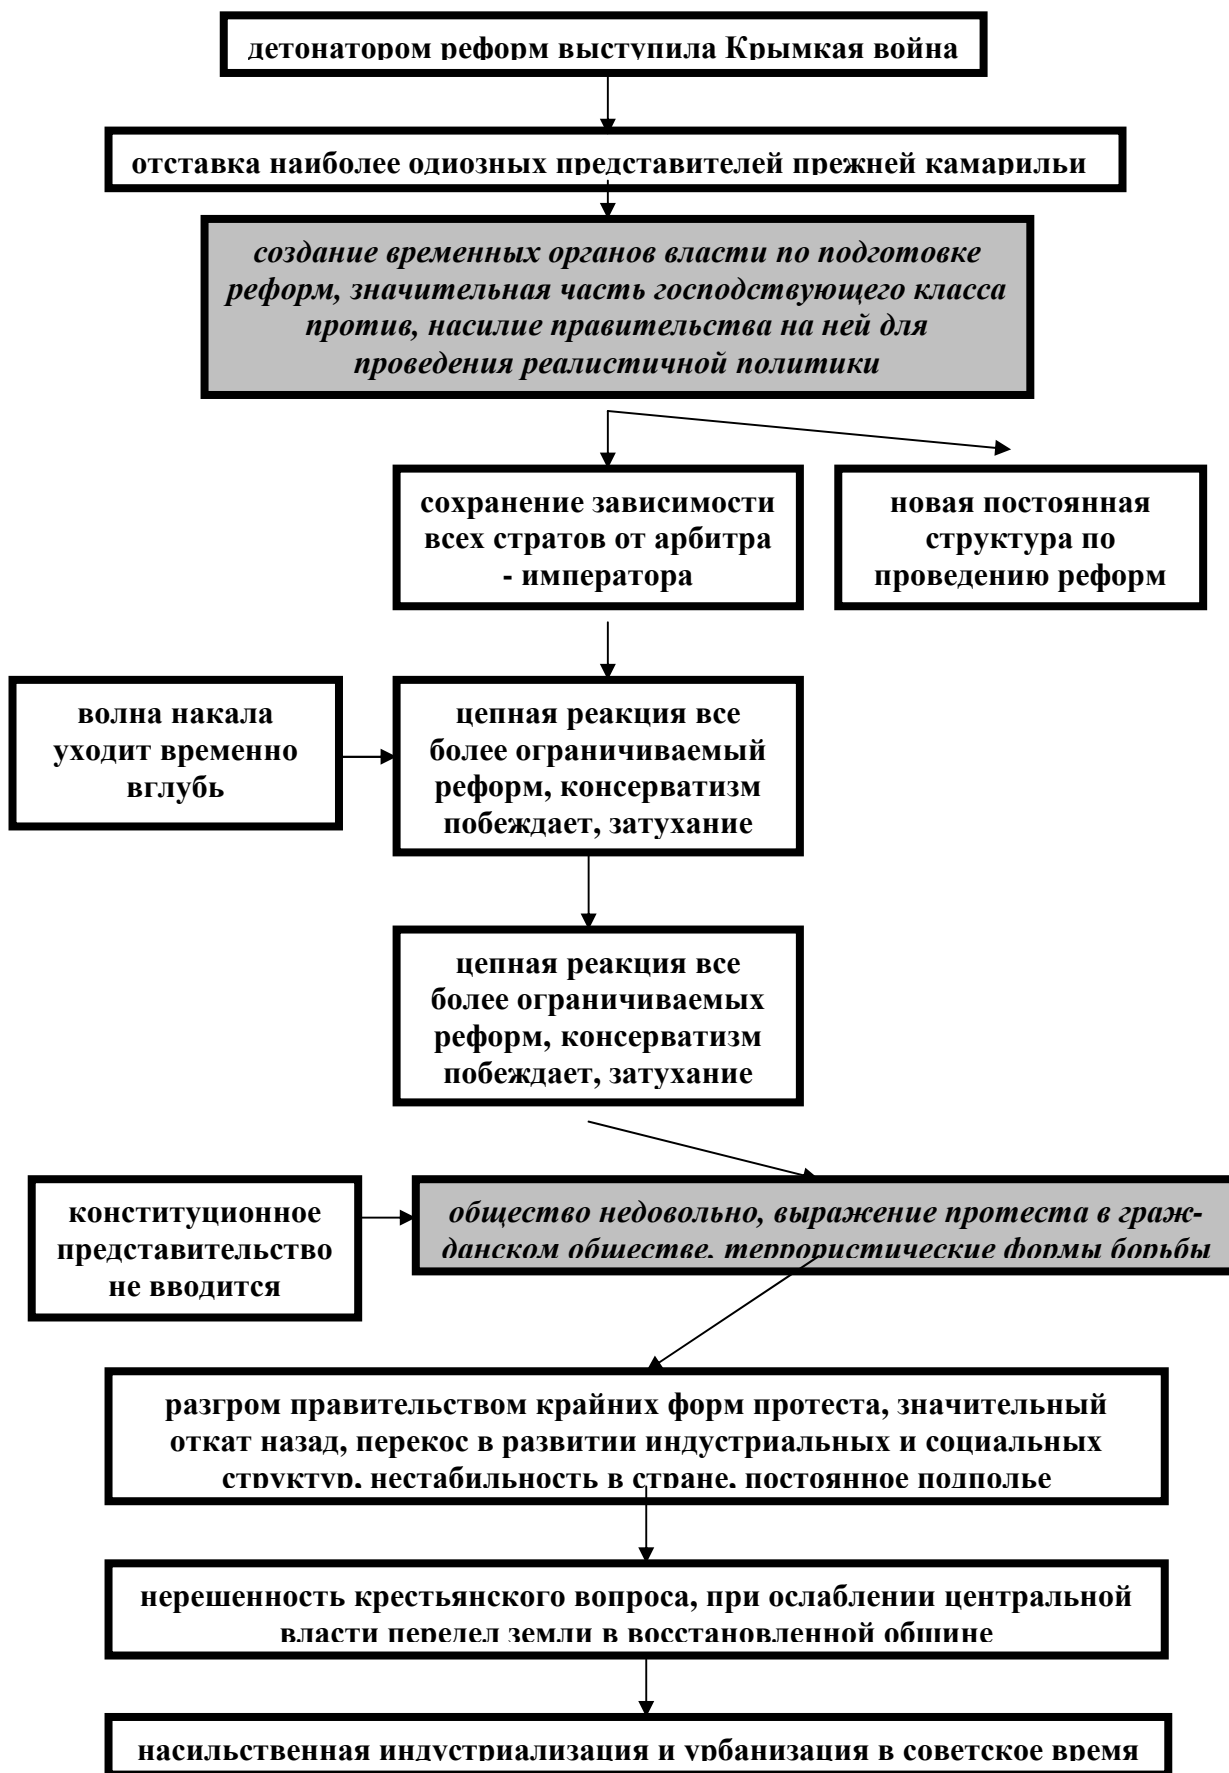 детонатором реформ выступила Крымкая война
отставка наиболее одиозных представителей прежней камарильи
создание временных органов власти по подготовке
реформ, значительная часть господствующего класса
против, насилие правительства на ней для
проведения реалистичной политики
сохранение зависимости
всех стратов от арбитра
- императора
новая постоянная
структура по
проведению реформ
волна накала
уходит временно
вглубь
цепная реакция все
более ограничиваемый
реформ, консерватизм
побеждает, затухание
цепная реакция все
более ограничиваемых
реформ, консерватизм
побеждает, затухание
конституционное
представительство
не вводится
общество недовольно, выражение протеста в граж-
данском обществе, террористические формы борьбы
разгром правительством крайних форм протеста, значительный
откат назад, перекос в развитии индустриальных и социальных
структур, нестабильность в стране, постоянное подполье
нерешенность крестьянского вопроса, при ослаблении центральной
власти передел земли в восстановленной общине
насильственная индустриализация и урбанизация в советское время